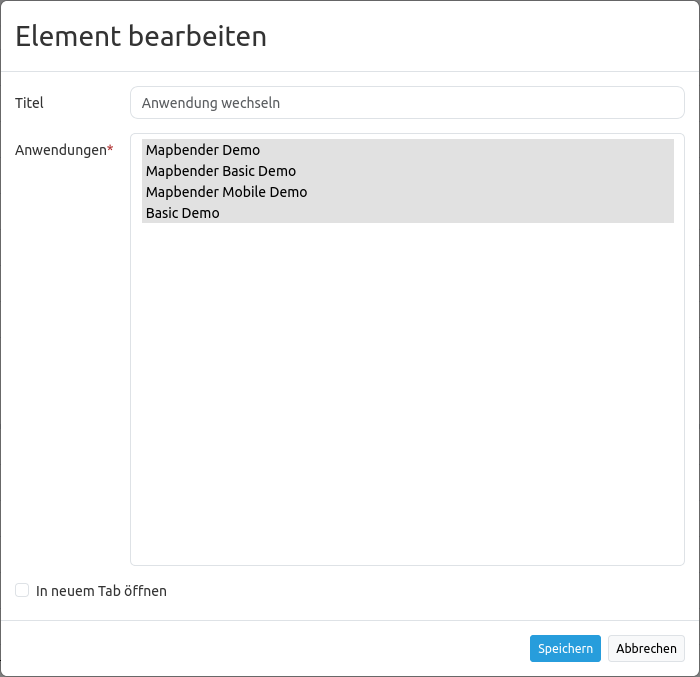 Element bearbeiten
Titel
Anwendung wechseln
Anwendungen*
Mapbender Demo
Mapbender Basic Demo
Mapbender Mobile Demo
Basic Demo
In neuem Tab öffnen
Speichern
Abbrechen